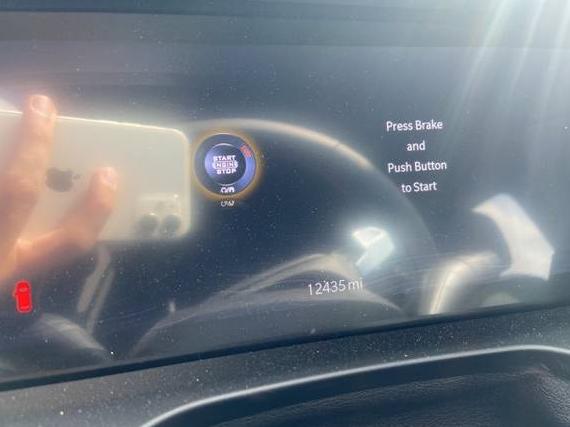 START
ENGINE
STOP
Press Brake
and
Push Button
to Start
12435 mi